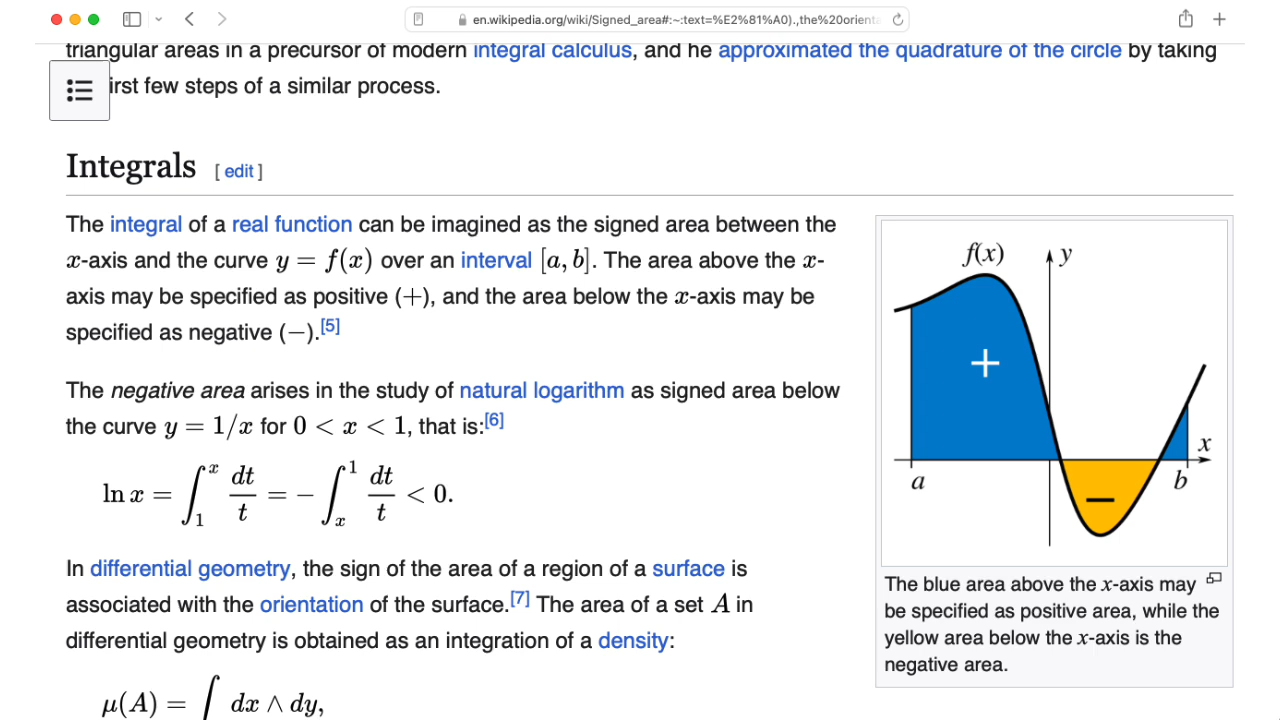 en.wikipedia.org/wiki/Signed_area#:~:text=%E2%81%A0).,the%20orient
triangular areas in a precursor of modern integral calculus, and he approximated the quadrature of the circle by taking
irst few steps of a similar process.
Integrals [ edit ]
The integral of a real function can be imagined as the signed area between the
x-axis and the curve y = f(x) over an interval [a, b]. The area above the x-
axis may be specified as positive (+), and the area below the x-axis may be
specified as negative (−).[5]
The negative area arises in the study of natural logarithm as signed area below
the curve y = 1/x for 0 < x < 1, that is:[6]
ln x = ∫₁ˣ dt/t = − ∫ₓ¹ dt/t < 0.
In differential geometry, the sign of the area of a region of a surface is
associated with the orientation of the surface.[7] The area of a set A in
differential geometry is obtained as an integration of a density:
μ(A) = ∫ dx ∧ dy,
f(x) y
+
x
a b
−
The blue area above the x-axis may
be specified as positive area, while the
yellow area below the x-axis is the
negative area.